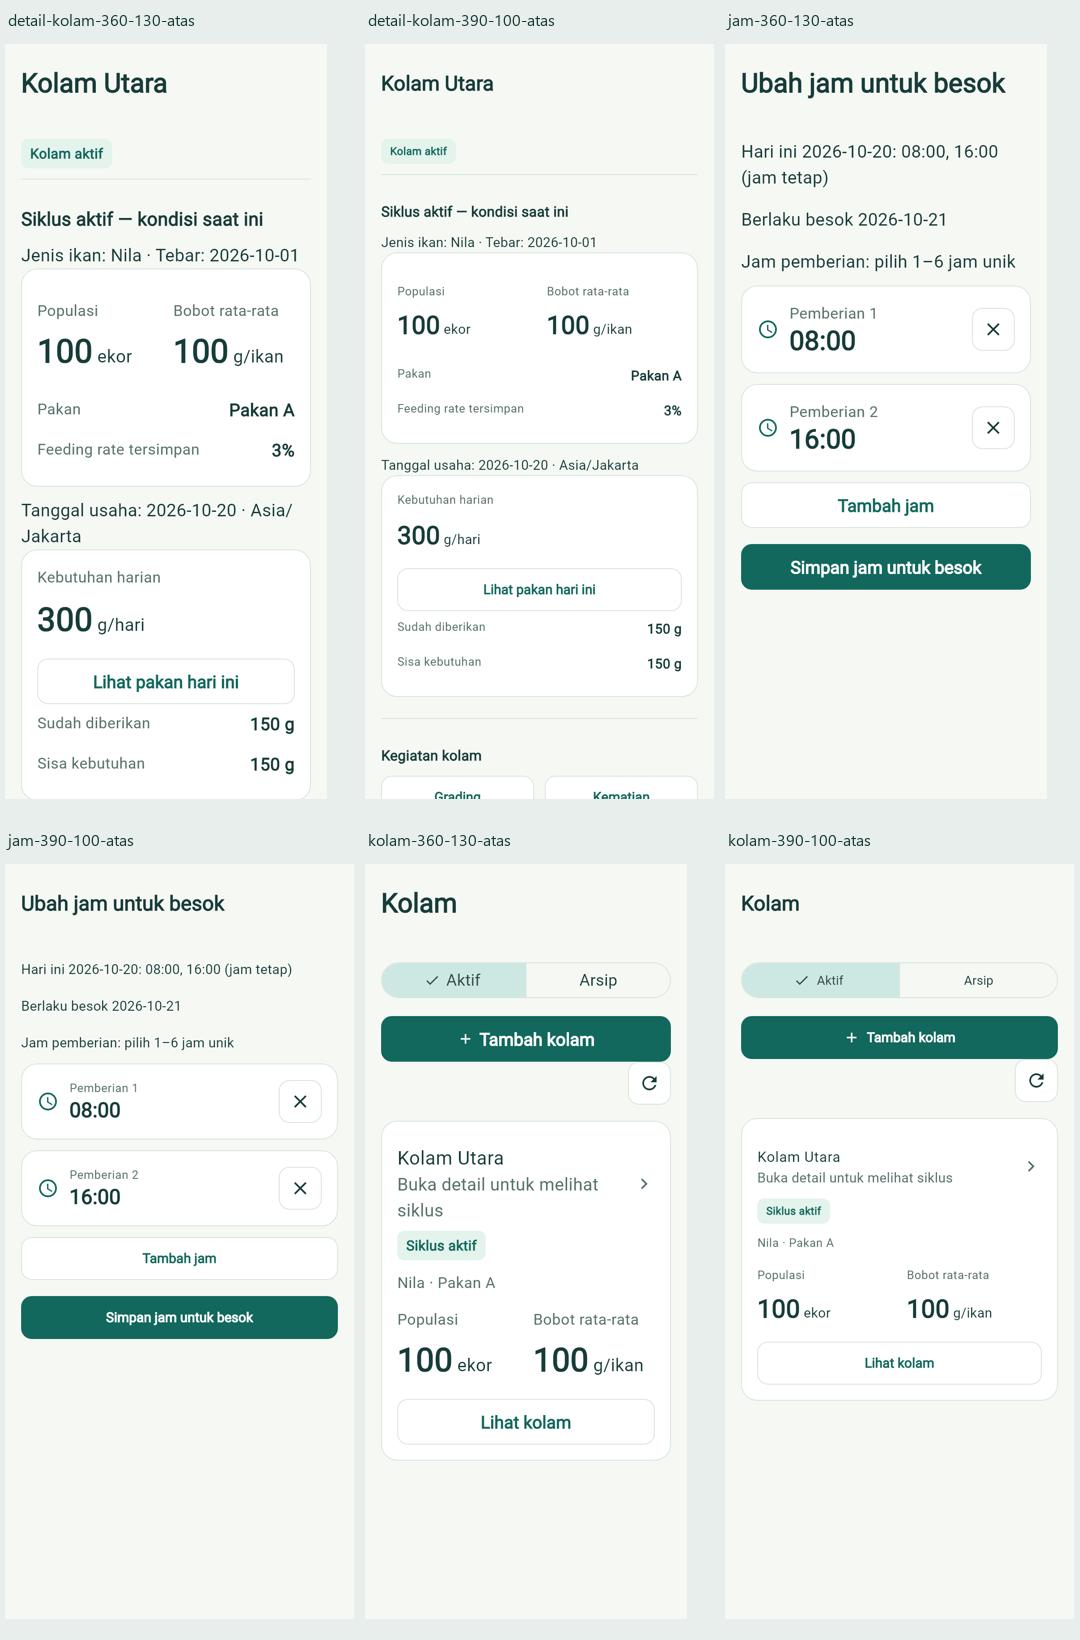 detail-kolam-360-130-atas
Kolam Utara
Kolam aktif
Siklus aktif — kondisi saat ini
Jenis ikan: Nila · Tebar: 2026-10-01
Populasi
Bobot rata-rata
100 ekor
100 g/ikan
Pakan
Pakan A
Feeding rate tersimpan
3%
Tanggal usaha: 2026-10-20 · Asia/
Jakarta
Kebutuhan harian
300 g/hari
Lihat pakan hari ini
Sudah diberikan
150 g
Sisa kebutuhan
150 g
detail-kolam-390-100-atas
Kolam Utara
Kolam aktif
Siklus aktif — kondisi saat ini
Jenis ikan: Nila · Tebar: 2026-10-01
Populasi
Bobot rata-rata
100 ekor
100 g/ikan
Pakan
Pakan A
Feeding rate tersimpan
3%
Tanggal usaha: 2026-10-20 · Asia/Jakarta
Kebutuhan harian
300 g/hari
Lihat pakan hari ini
Sudah diberikan
150 g
Sisa kebutuhan
150 g
Kegiatan kolam
Grading
Kematian
jam-360-130-atas
Ubah jam untuk besok
Hari ini 2026-10-20: 08:00, 16:00
(jam tetap)
Berlaku besok 2026-10-21
Jam pemberian: pilih 1–6 jam unik
Pemberian 1
08:00
Pemberian 2
16:00
Tambah jam
Simpan jam untuk besok
jam-390-100-atas
Ubah jam untuk besok
Hari ini 2026-10-20: 08:00, 16:00 (jam tetap)
Berlaku besok 2026-10-21
Jam pemberian: pilih 1–6 jam unik
Pemberian 1
08:00
Pemberian 2
16:00
Tambah jam
Simpan jam untuk besok
kolam-360-130-atas
Kolam
Aktif
Arsip
+ Tambah kolam
Kolam Utara
Buka detail untuk melihat
siklus
Siklus aktif
Nila · Pakan A
Populasi
Bobot rata-rata
100 ekor
100 g/ikan
Lihat kolam
kolam-390-100-atas
Kolam
Aktif
Arsip
+ Tambah kolam
Kolam Utara
Buka detail untuk melihat siklus
Siklus aktif
Nila · Pakan A
Populasi
Bobot rata-rata
100 ekor
100 g/ikan
Lihat kolam